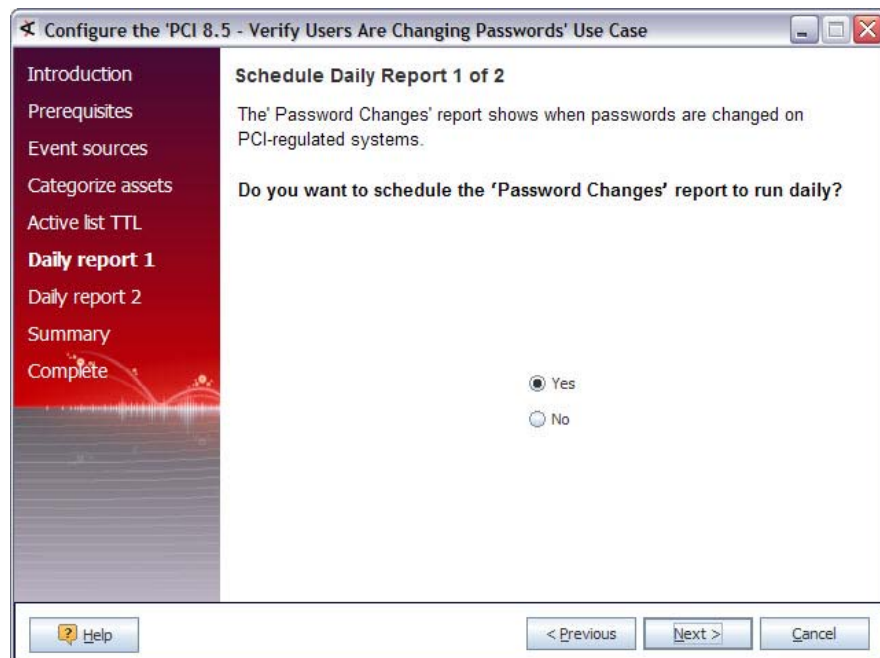 Configure the 'PCI 8.5 - Verify Users Are Changing Passwords' Use Case
Introduction
Prerequisites
Event sources
Categorize assets
Active list TTL
Daily report 1
Daily report 2
Summary
Complete
Schedule Daily Report 1 of 2
The' Password Changes' report shows when passwords are changed on
PCI-regulated systems.
Do you want to schedule the ‘Password Changes’ report to run daily?
Yes
No
Help
< Previous
Next >
Cancel